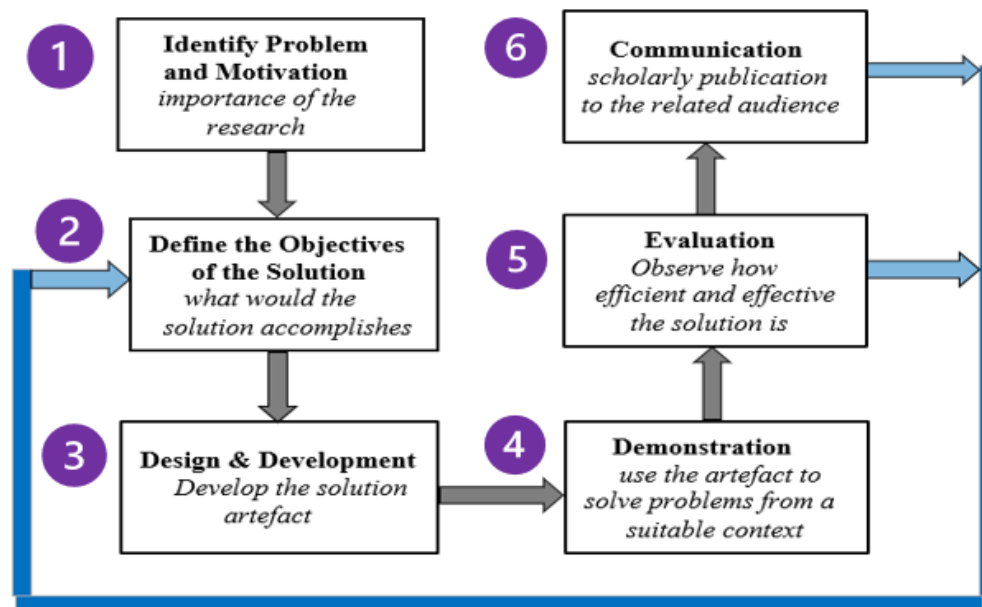 1
Identify Problem
and Motivation
importance of the
research
2
Define the Objectives
of the Solution
what would the
solution accomplishes
3
Design & Development
Develop the solution
artefact
4
Demonstration
use the artefact to
solve problems from a
suitable context
5
Evaluation
Observe how
efficient and effective
the solution is
6
Communication
scholarly publication
to the related audience